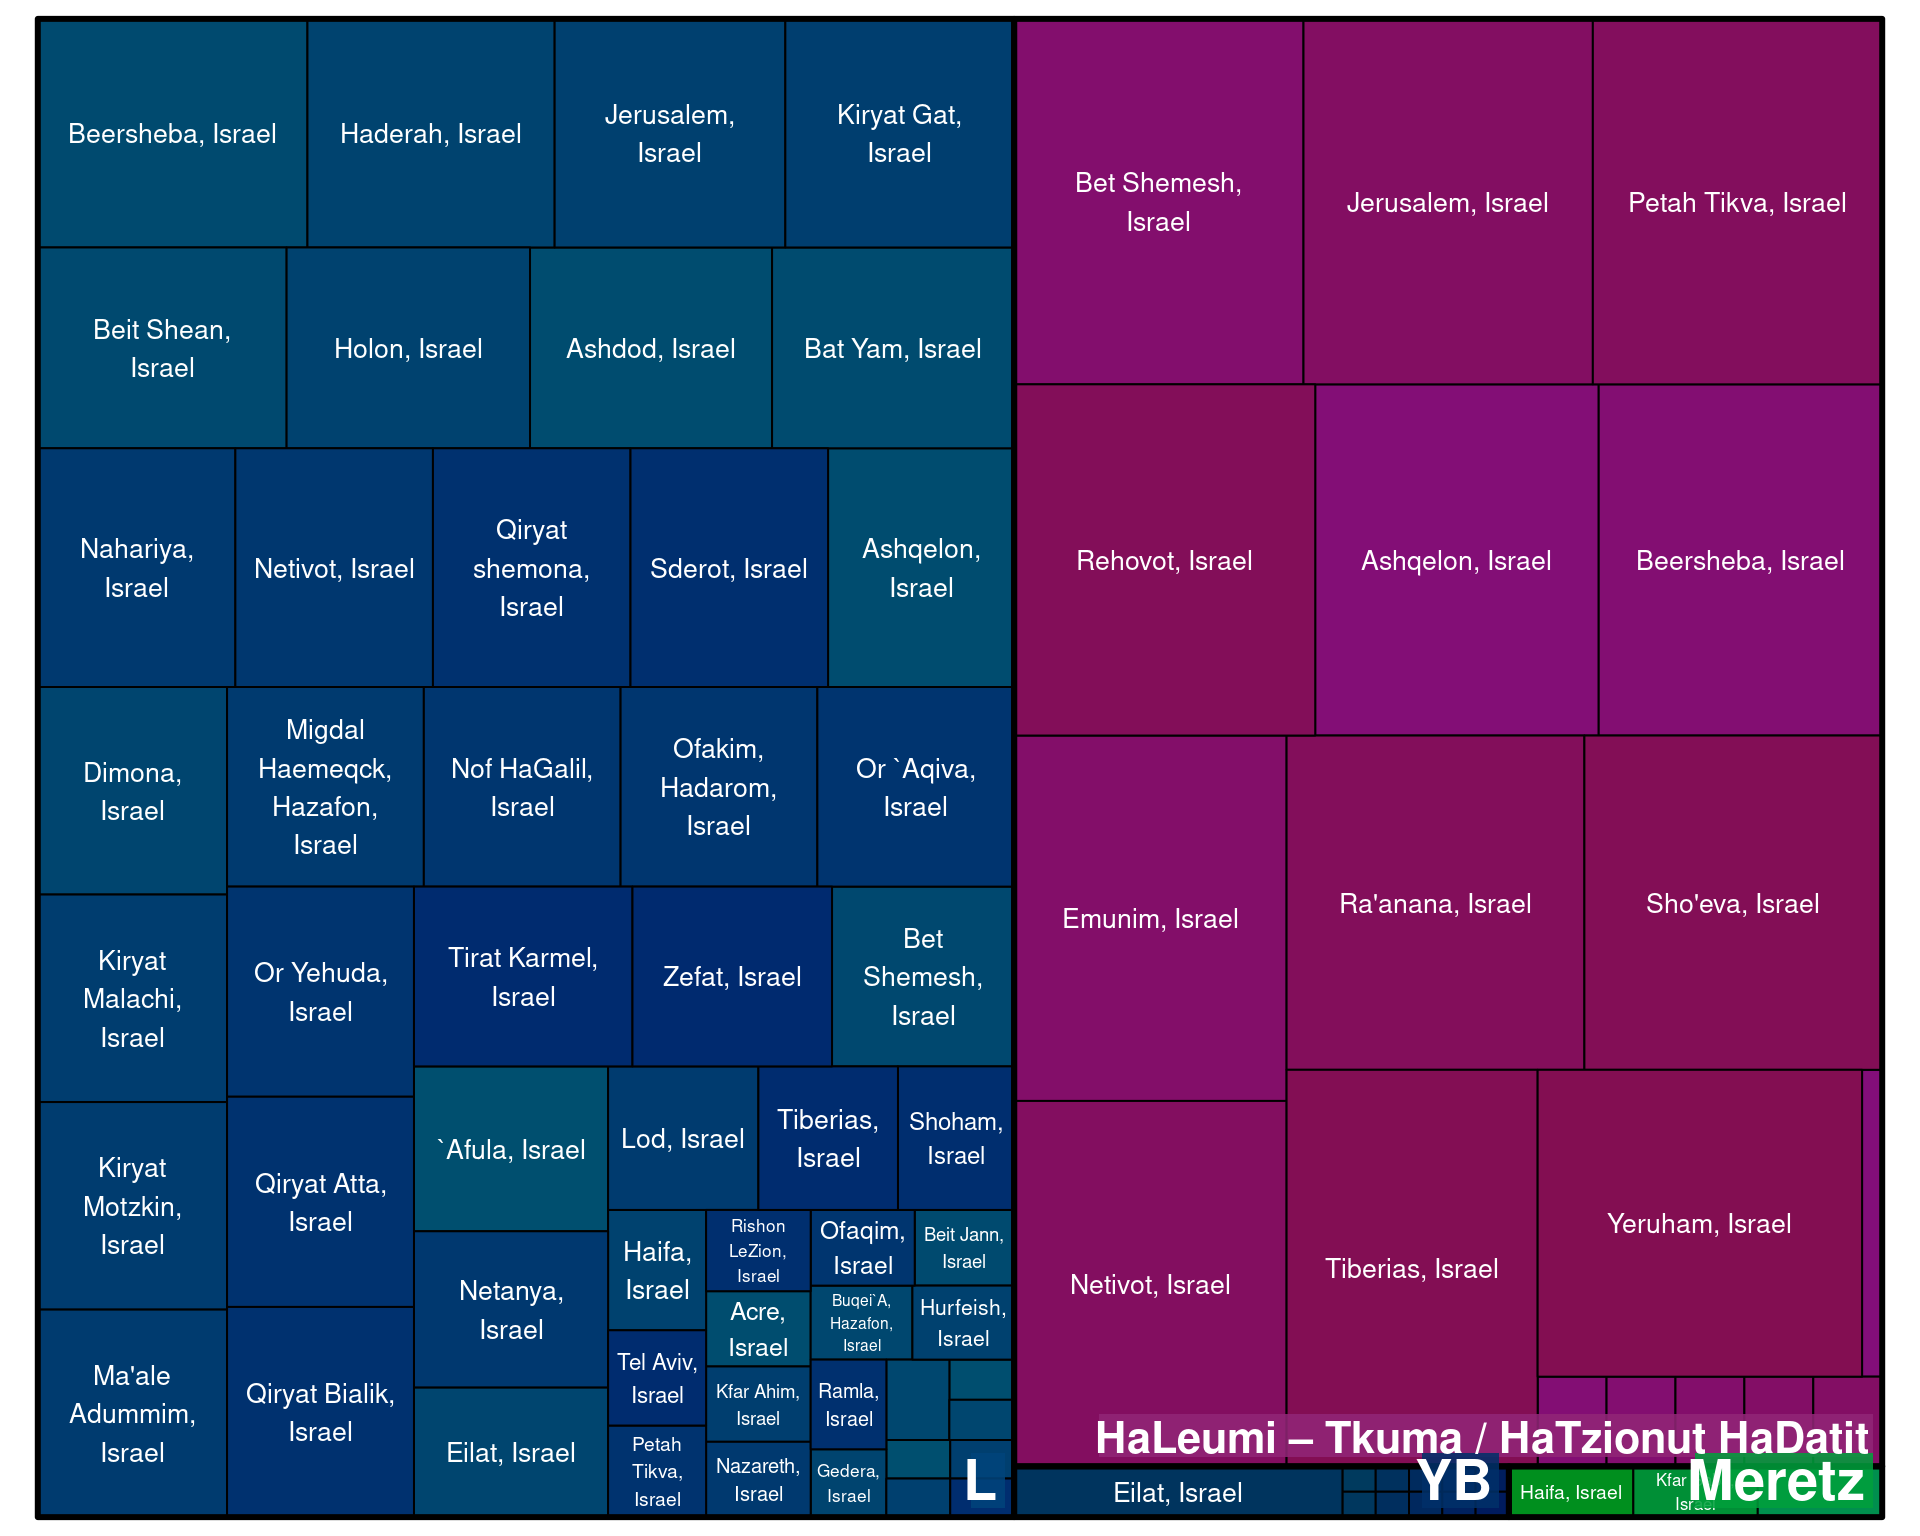 Beersheba, Israel
Haderah, Israel
Jerusalem,
Israel
Kiryat Gat,
Israel
Beit Shean,
Israel
Holon, Israel
Ashdod, Israel
Bat Yam, Israel
Nahariya,
Israel
Netivot, Israel
Qiryat
shemona,
Israel
Sderot, Israel
Ashqelon,
Israel
Dimona,
Israel
Migdal
Haemeqck,
Hazafon,
Israel
Nof HaGalil,
Israel
Ofakim,
Hadarom,
Israel
Or `Aqiva,
Israel
Kiryat
Malachi,
Israel
Or Yehuda,
Israel
Tirat Karmel,
Israel
Zefat, Israel
Bet
Shemesh,
Israel
Kiryat
Motzkin,
Israel
Qiryat Atta,
Israel
`Afula, Israel
Lod, Israel
Tiberias,
Israel
Shoham,
Israel
Ma'ale
Adummim,
Israel
Qiryat Bialik,
Israel
Netanya,
Israel
Eilat, Israel
Haifa,
Israel
Tel Aviv,
Israel
Petah
Tikva,
Israel
Rishon
LeZion,
Israel
Acre,
Israel
Kfar Ahim,
Israel
Nazareth,
Israel
Ofaqim,
Israel
Beit Jann,
Israel
Buqei`A,
Hazafon,
Israel
Hurfeish,
Israel
Ramla,
Israel
Gedera,
Israel
L
Bet Shemesh,
Israel
Jerusalem, Israel
Petah Tikva, Israel
Rehovot, Israel
Ashqelon, Israel
Beersheba, Israel
Emunim, Israel
Ra'anana, Israel
Sho'eva, Israel
Netivot, Israel
Tiberias, Israel
Yeruham, Israel
HaLeumi – Tkuma / HaTzionut HaDatit
Eilat, Israel
YB
Haifa, Israel
Kfar
Israel
Meretz